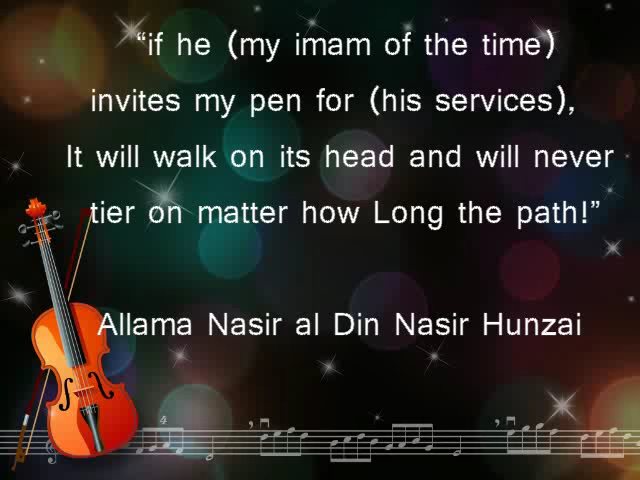 “if he (my imam of the time)
invites my pen for (his services),
It will walk on its head and will never
tier on matter how Long the path!”
Allama Nasir al Din Nasir Hunzai
4